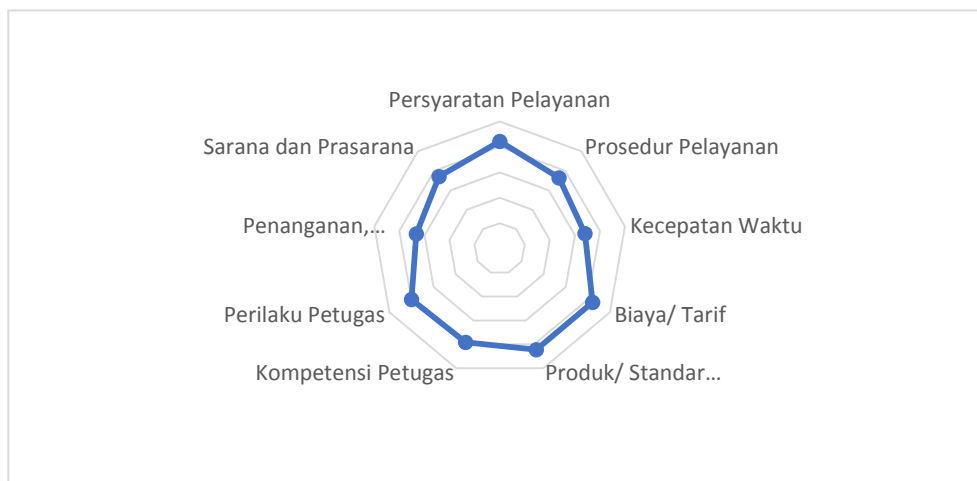 Persyaratan Pelayanan
Sarana dan Prasarana
Prosedur Pelayanan
Penanganan,...
Kecepatan Waktu
Perilaku Petugas
Biaya/ Tarif
Kompetensi Petugas
Produk/ Standar...